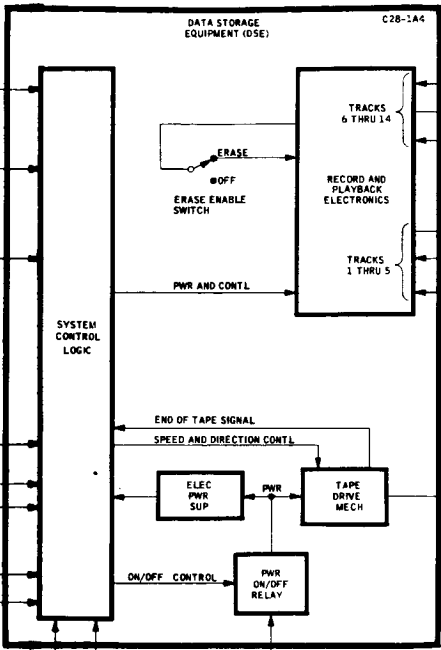 DATA STORAGE
EQUIPMENT (DSE)
C28-1A4
TRACKS
6 THRU 14
ERASE
OFF
ERASE ENABLE
SWITCH
RECORD AND
PLAYBACK
ELECTRONICS
TRACKS
1 THRU 5
PWR AND CONTL
SYSTEM
CONTROL
LOGIC
END OF TAPE SIGNAL
SPEED AND DIRECTION CONTL
ELEC
PWR
SUP
PWR
TAPE
DRIVE
MECH
ON/OFF CONTROL
PWR
ON/OFF
RELAY